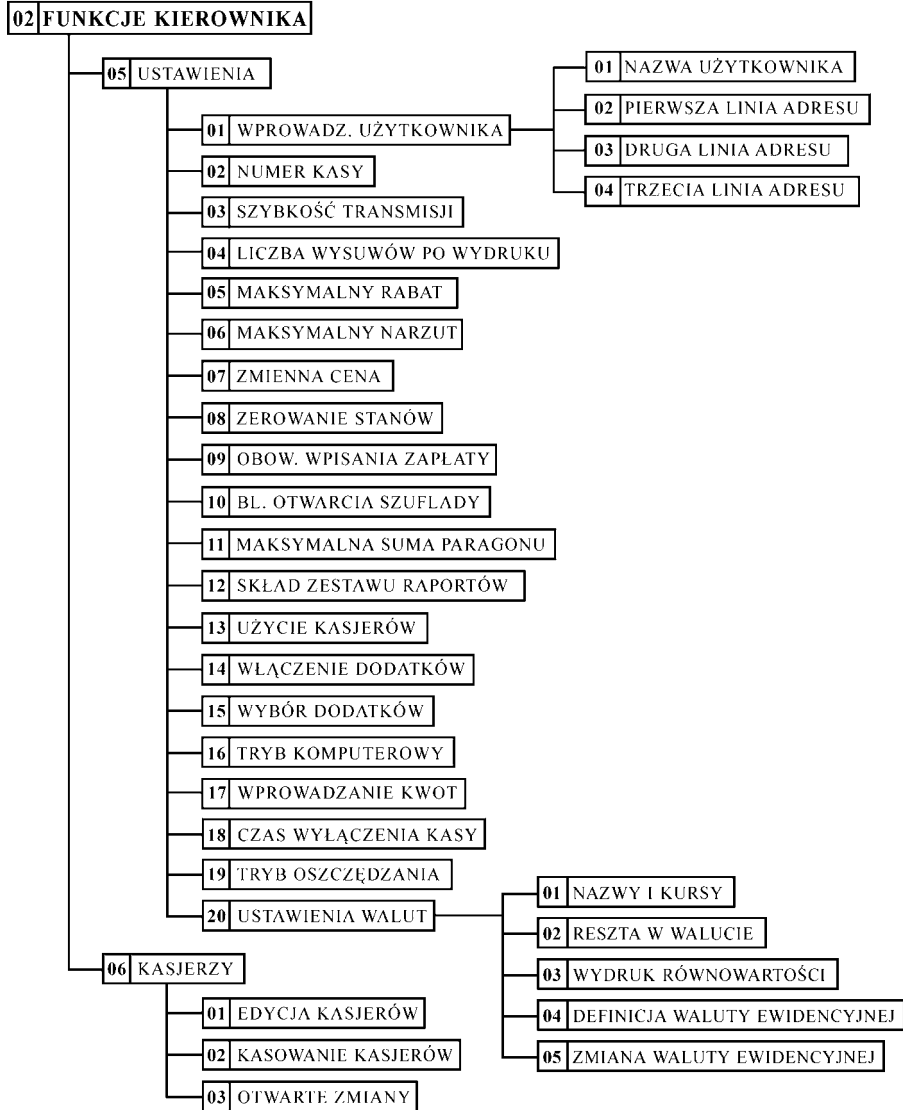 02 FUNKCJE KIEROWNIKA
05 USTAWIENIA
01 WPROWADZ. UŻYTKOWNIKA
01 NAZWA UŻYTKOWNIKA
02 PIERWSZA LINIA ADRESU
03 DRUGA LINIA ADRESU
04 TRZECIA LINIA ADRESU
02 NUMER KASY
03 SZYBKOŚĆ TRANSMISJI
04 LICZBA WYSUWÓW PO WYDRUKU
05 MAKSYMALNY RABAT
06 MAKSYMALNY NARZUT
07 ZMIENNA CENA
08 ZEROWANIE STANÓW
09 OBOW. WPISANIA ZAPŁATY
10 BL. OTWARCIA SZUFLADY
11 MAKSYMALNA SUMA PARAGONU
12 SKŁAD ZESTAWU RAPORTÓW
13 UŻYCIE KASJERÓW
14 WŁĄCZENIE DODATKÓW
15 WYBÓR DODATKÓW
16 TRYB KOMPUTEROWY
17 WPROWADZANIE KWOT
18 CZAS WYŁĄCZENIA KASY
19 TRYB OSZCZĘDZANIA
20 USTAWIENIA WALUT
01 NAZWY I KURSY
02 RESZTA W WALUCIE
03 WYDRUK RÓWNOWARTOŚCI
04 DEFINICJA WALUTY EWIDENCYJNEJ
05 ZMIANA WALUTY EWIDENCYJNEJ
06 KASJERZY
01 EDYCJA KASJERÓW
02 KASOWANIE KASJERÓW
03 OTWARTE ZMIANY